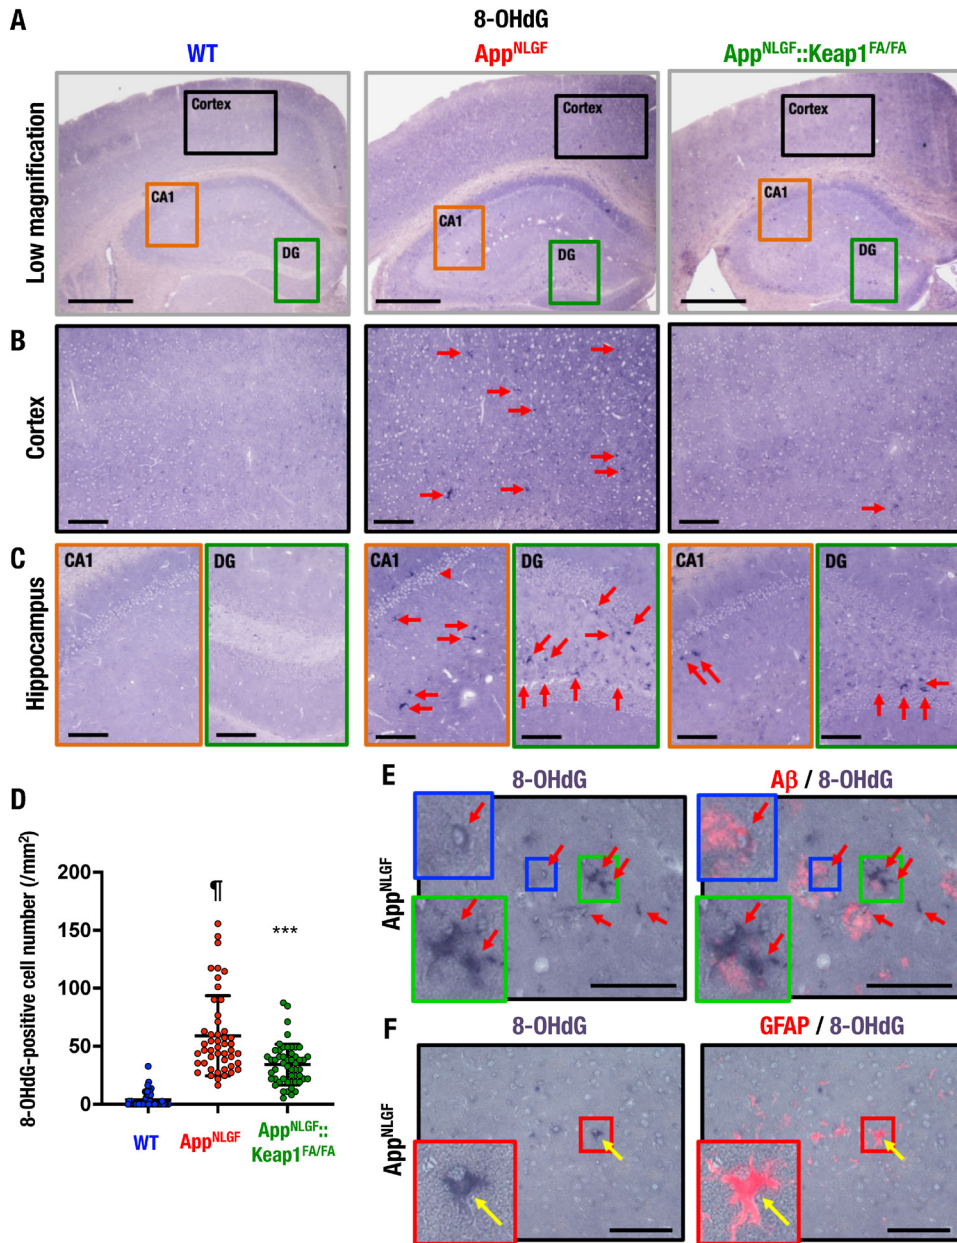 A
8-OHdG
WT
App^NLGF
App^NLGF::Keap1^FA/FA
Low magnification
Cortex
CA1
DG
Cortex
CA1
DG
Cortex
CA1
DG
B
Cortex
C
Hippocampus
CA1
DG
CA1
DG
CA1
DG
D
8-OHdG-positive cell number (/mm²)
200
150
100
50
0
¶
***
WT
App^NLGF
App^NLGF::
Keap1^FA/FA
E
8-OHdG
Aβ / 8-OHdG
App^NLGF
F
8-OHdG
GFAP / 8-OHdG
App^NLGF